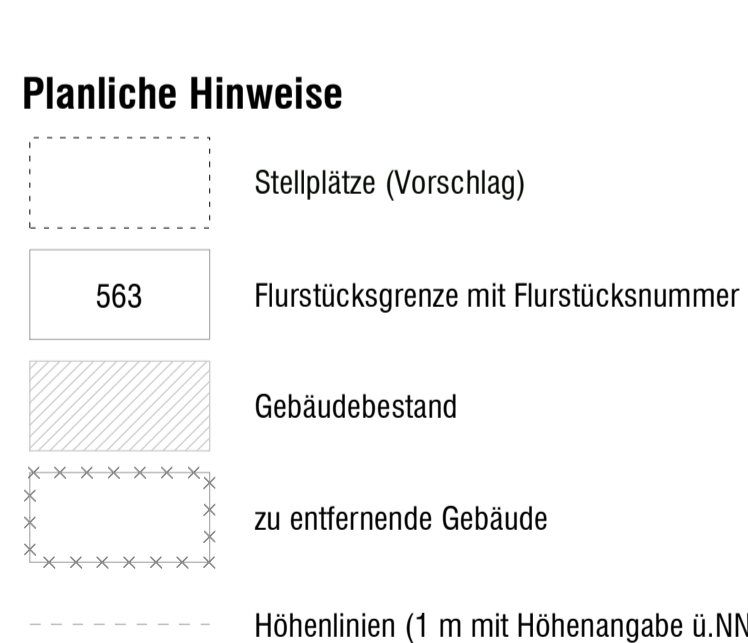 Planliche Hinweise
Stellplätze (Vorschlag)
563 Flurstücksgrenze mit Flurstücksnummer
Gebäudebestand
zu entfernende Gebäude
Höhenlinien (1 m mit Höhenangabe ü.NN